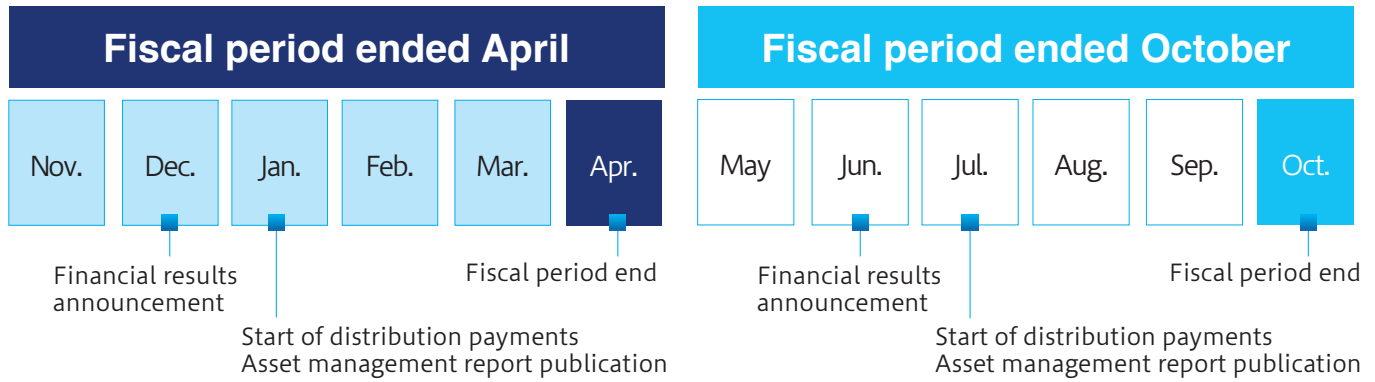 Fiscal period ended April
Nov.
Dec.
Jan.
Feb.
Mar.
Apr.
Financial results
announcement
Start of distribution payments
Asset management report publication
Fiscal period end
Fiscal period ended October
May
Jun.
Jul.
Aug.
Sep.
Oct.
Financial results
announcement
Start of distribution payments
Asset management report publication
Fiscal period end